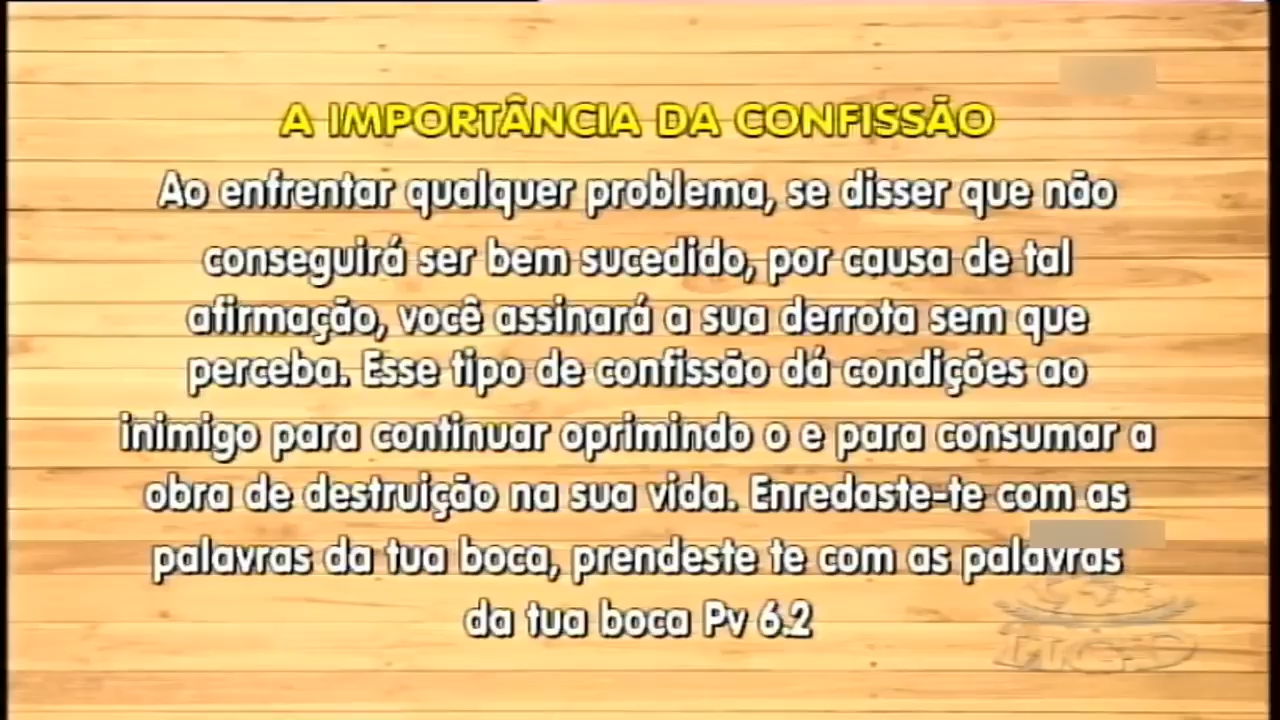 A IMPORTÂNCIA DA CONFISSÃO
Ao enfrentar qualquer problema, se disser que não
conseguirá ser bem sucedido, por causa de tal
afirmação, você assinará a sua derrota sem que
perceba. Esse tipo de confissão dá condições ao
inimigo para continuar oprimindo o e para consumar a
obra de destruição na sua vida. Enredaste-te com as
palavras da tua boca, prendeste te com as palavras
da tua boca Pv 6.2